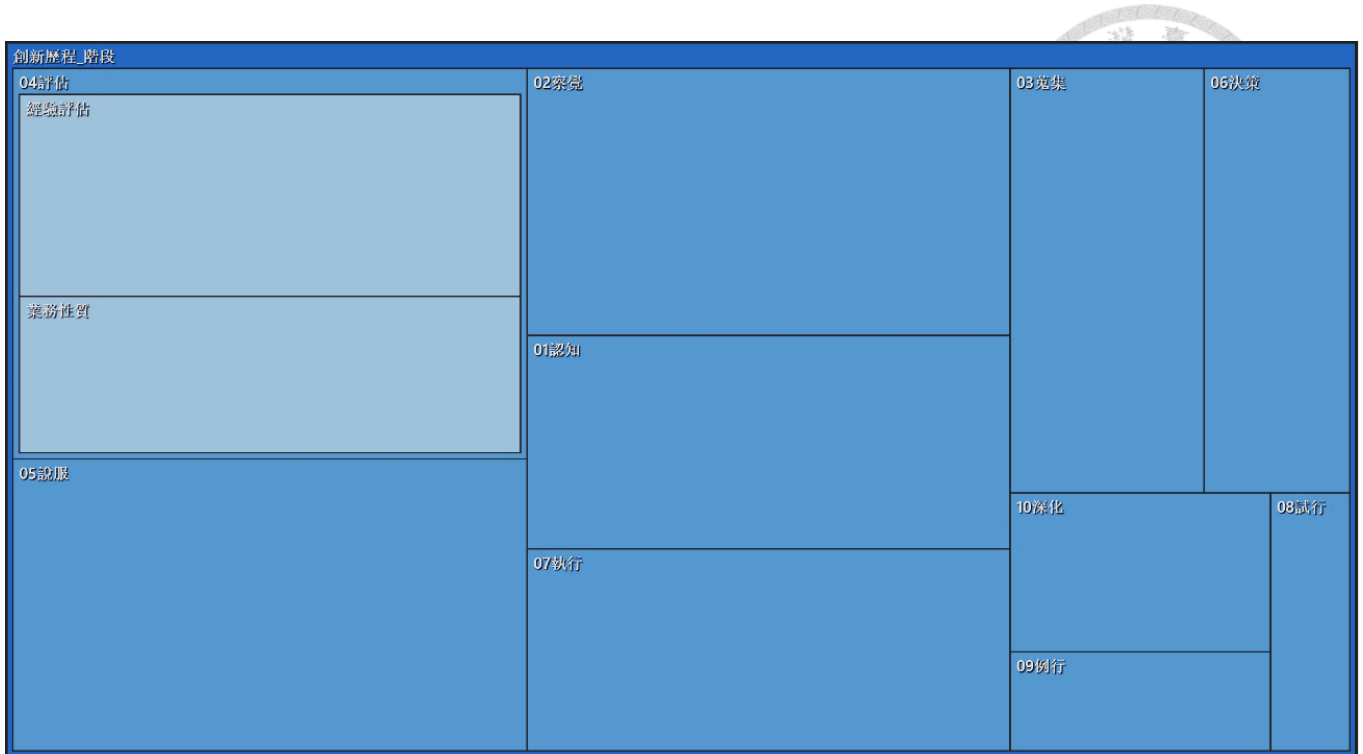 創新歷程_階段
04評估
經驗評估
業務性質
05說服
02察覺
01認知
07執行
03蒐集
06決策
10深化
08試行
09例行